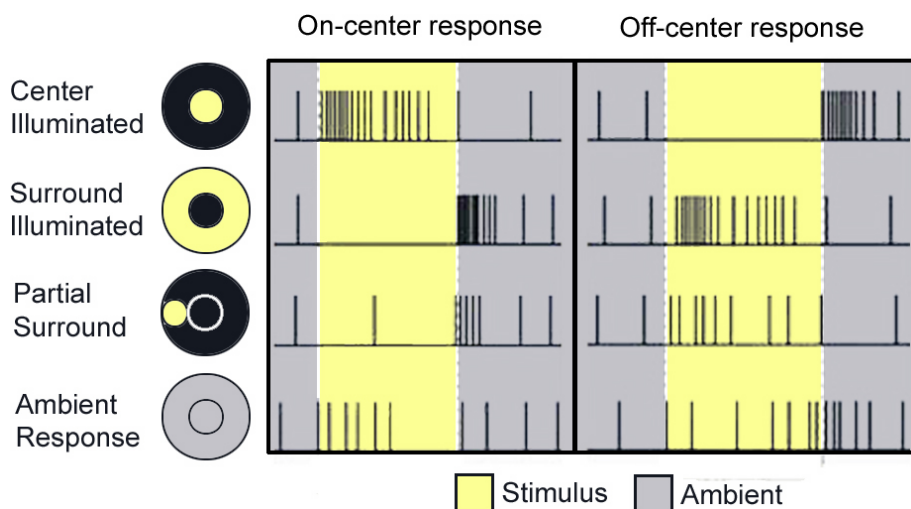 On-center response
Off-center response
Center
Illuminated
Surround
Illuminated
Partial
Surround
Ambient
Response
Stimulus
Ambient